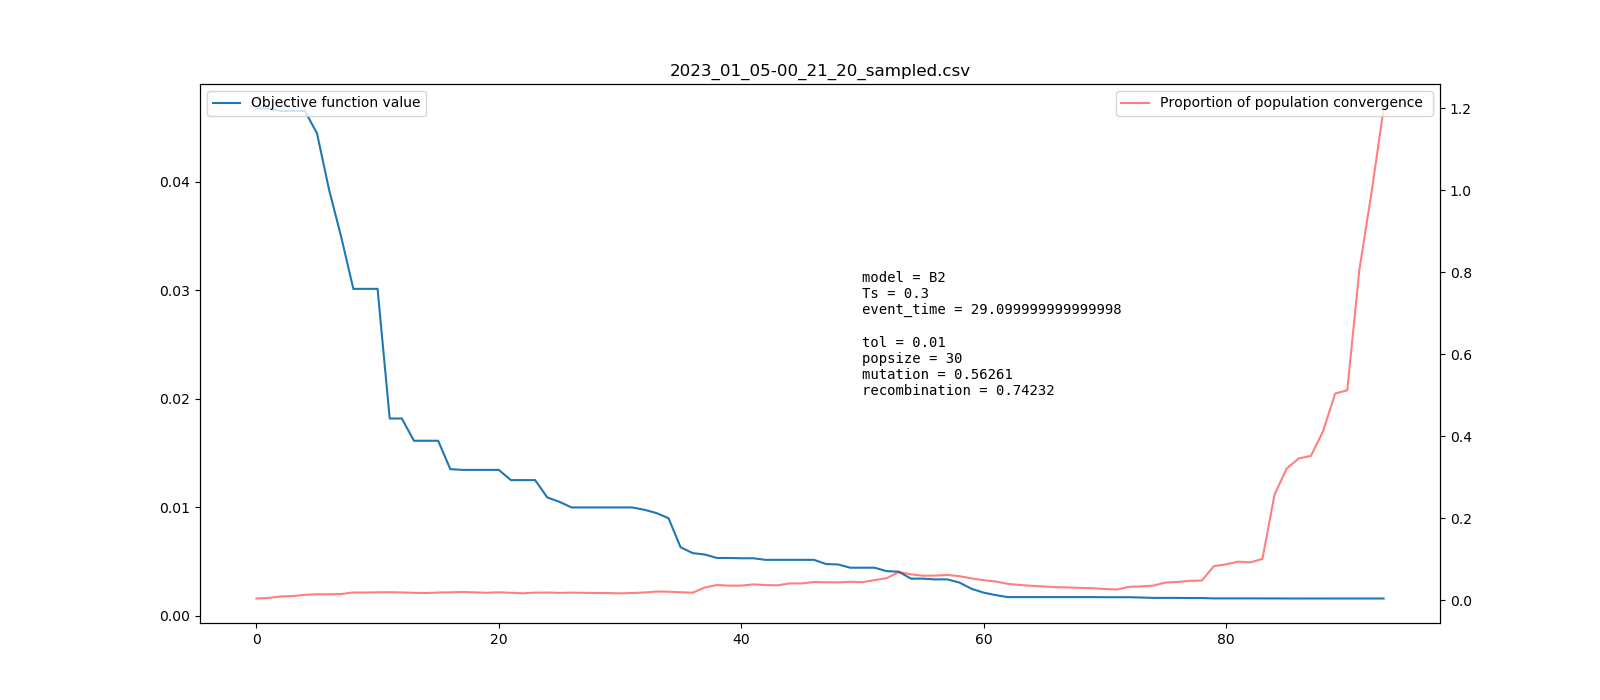 2023_01_05-00_21_20_sampled.csv
Objective function value
Proportion of population convergence
0.04
0.03
0.02
0.01
0.00
1.2
1.0
0.8
0.6
0.4
0.2
0.0
model = B2
Ts = 0.3
event_time = 29.099999999999998
tol = 0.01
popsize = 30
mutation = 0.56261
recombination = 0.74232
0
20
40
60
80